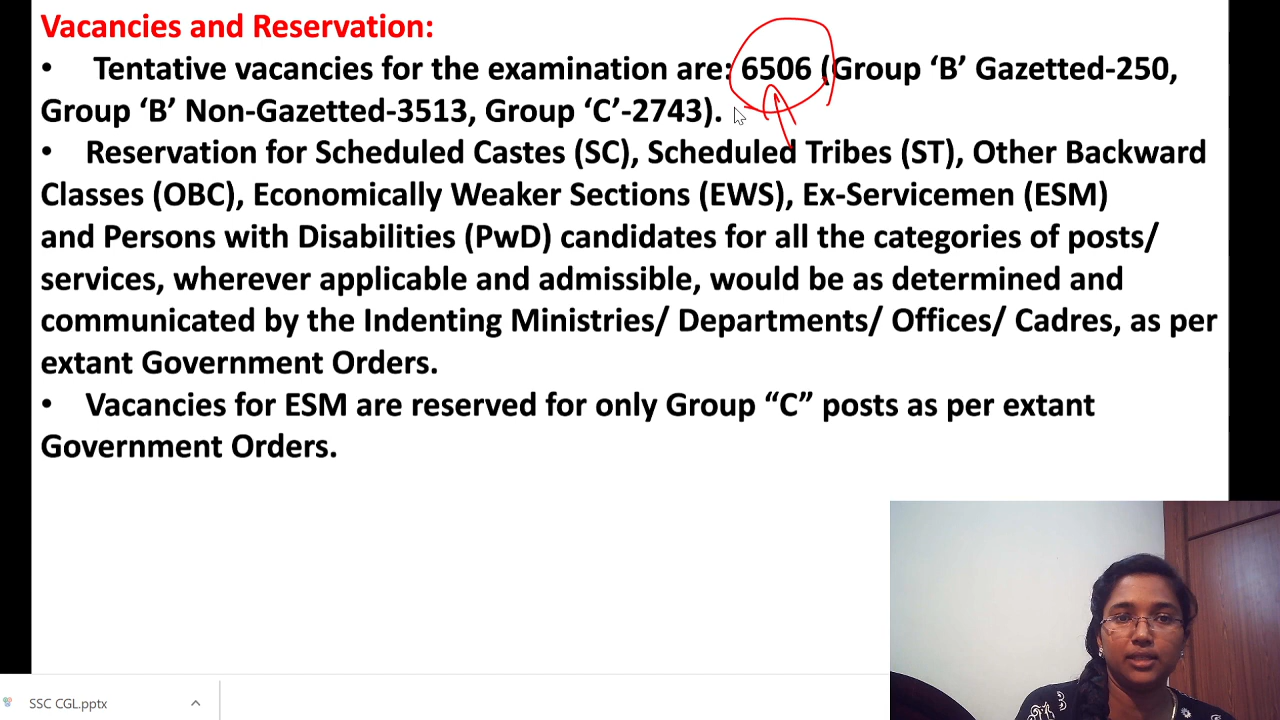 Vacancies and Reservation:
• Tentative vacancies for the examination are: 6506 (Group ‘B’ Gazetted-250,
Group ‘B’ Non-Gazetted-3513, Group ‘C’-2743).
• Reservation for Scheduled Castes (SC), Scheduled Tribes (ST), Other Backward
Classes (OBC), Economically Weaker Sections (EWS), Ex-Servicemen (ESM)
and Persons with Disabilities (PwD) candidates for all the categories of posts/
services, wherever applicable and admissible, would be as determined and
communicated by the Indenting Ministries/ Departments/ Offices/ Cadres, as per
extant Government Orders.
• Vacancies for ESM are reserved for only Group “C” posts as per extant
Government Orders.
SSC CGL.pptx